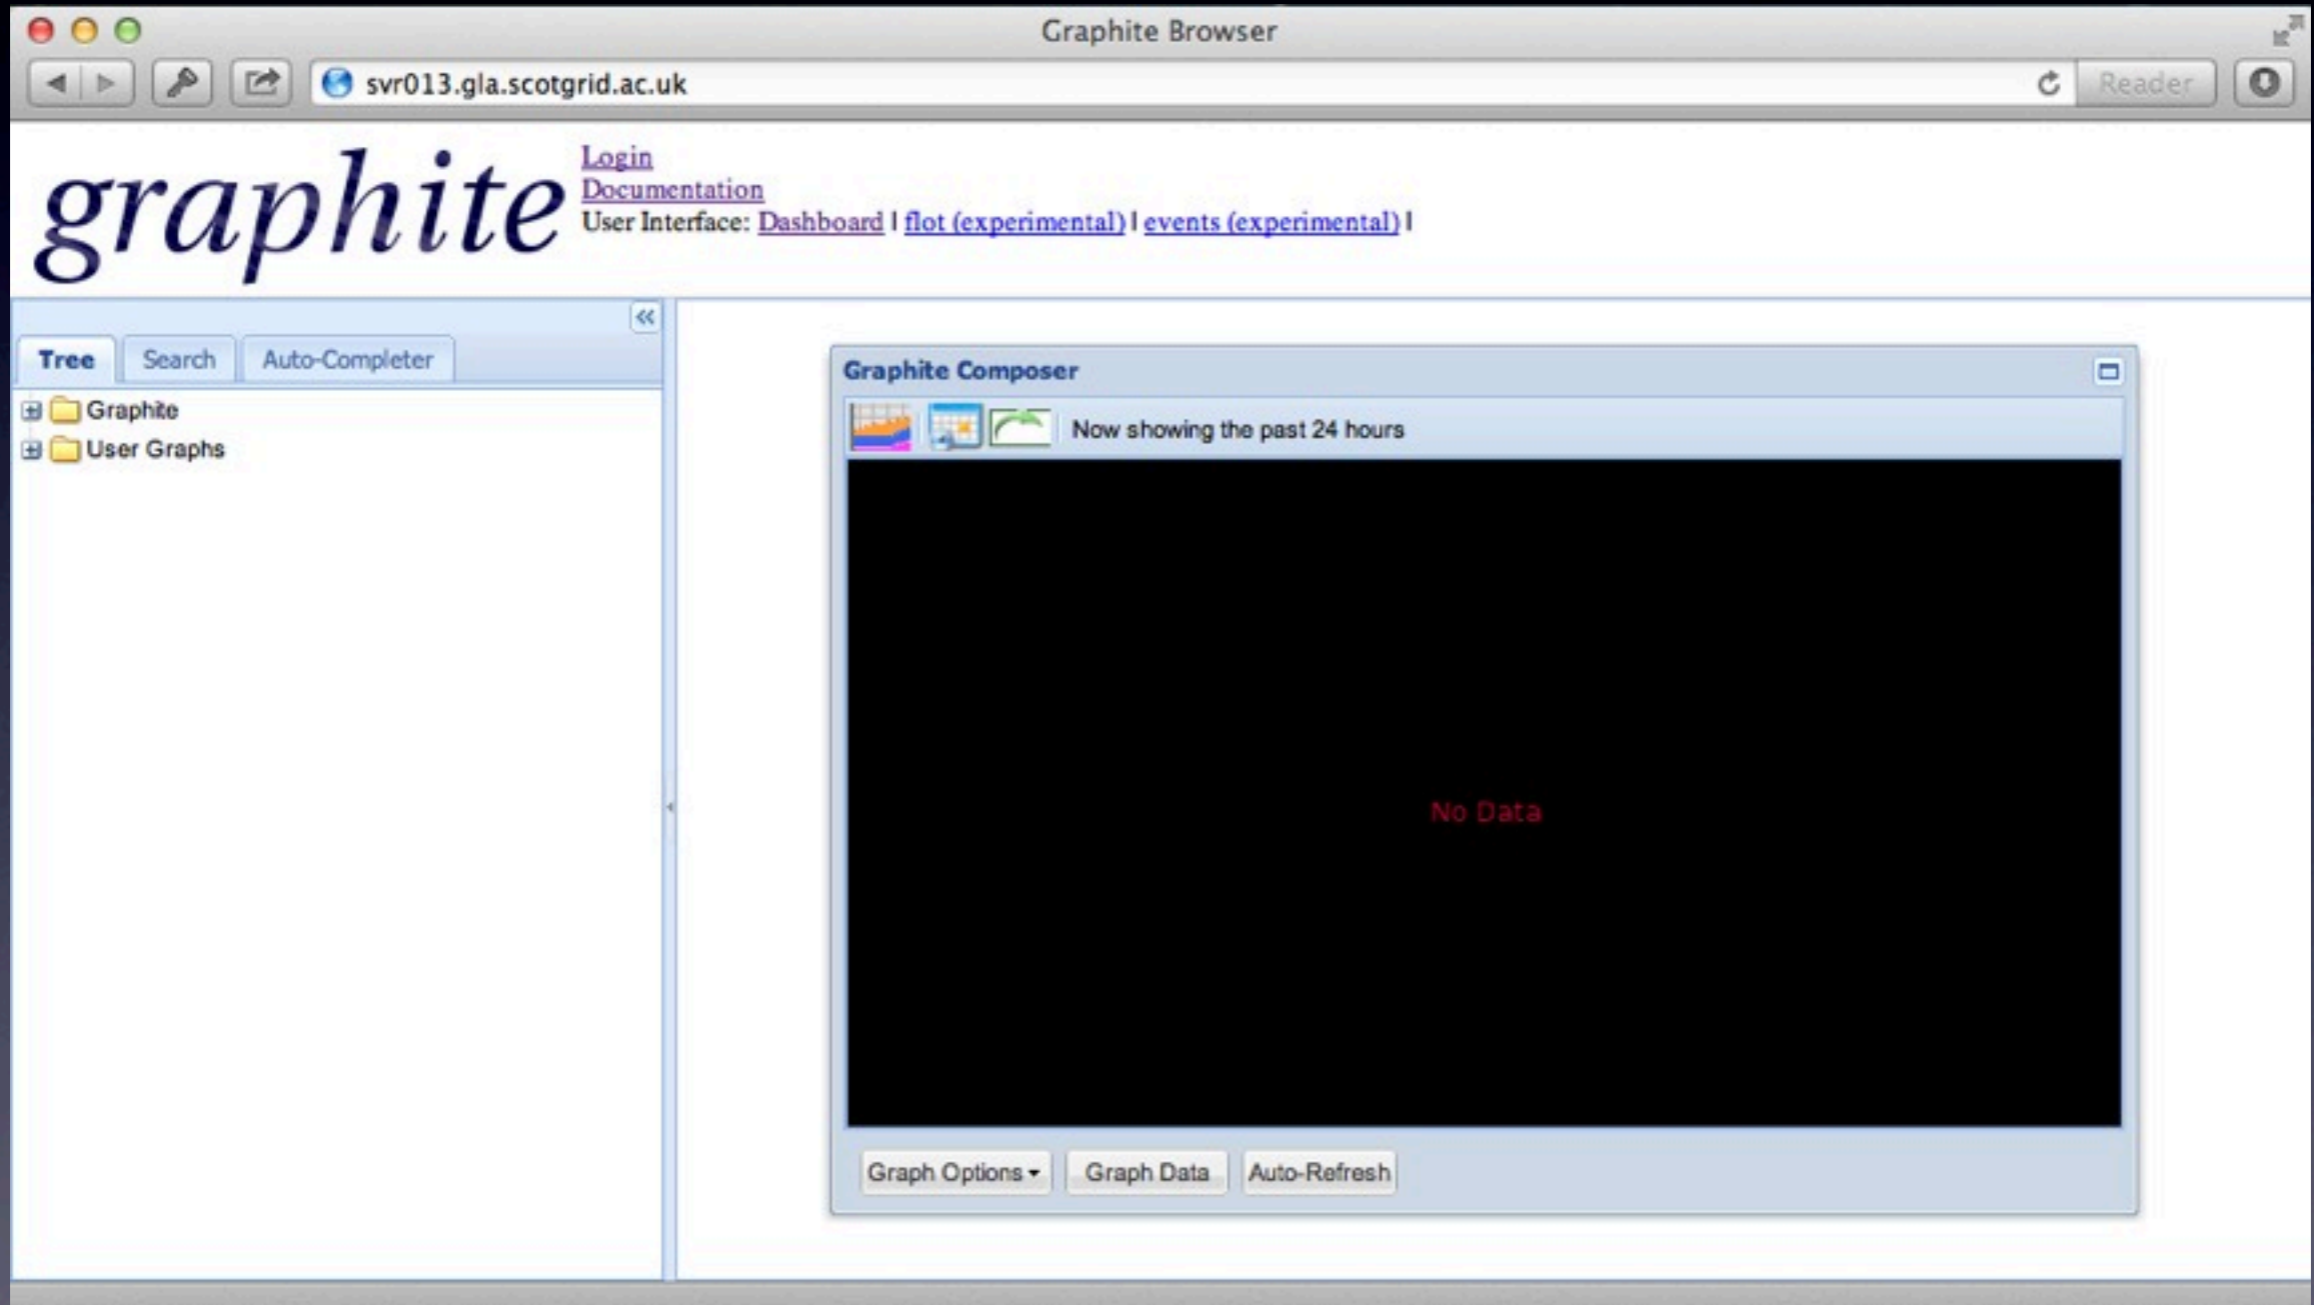 Graphite Browser
svr013.gla.scotgrid.ac.uk
Reader
graphite
Login
Documentation
User Interface: Dashboard | flot (experimental) | events (experimental) |
Tree Search Auto-Completer
Graphite
User Graphs
Graphite Composer
Now showing the past 24 hours
No Data
Graph Options Graph Data Auto-Refresh